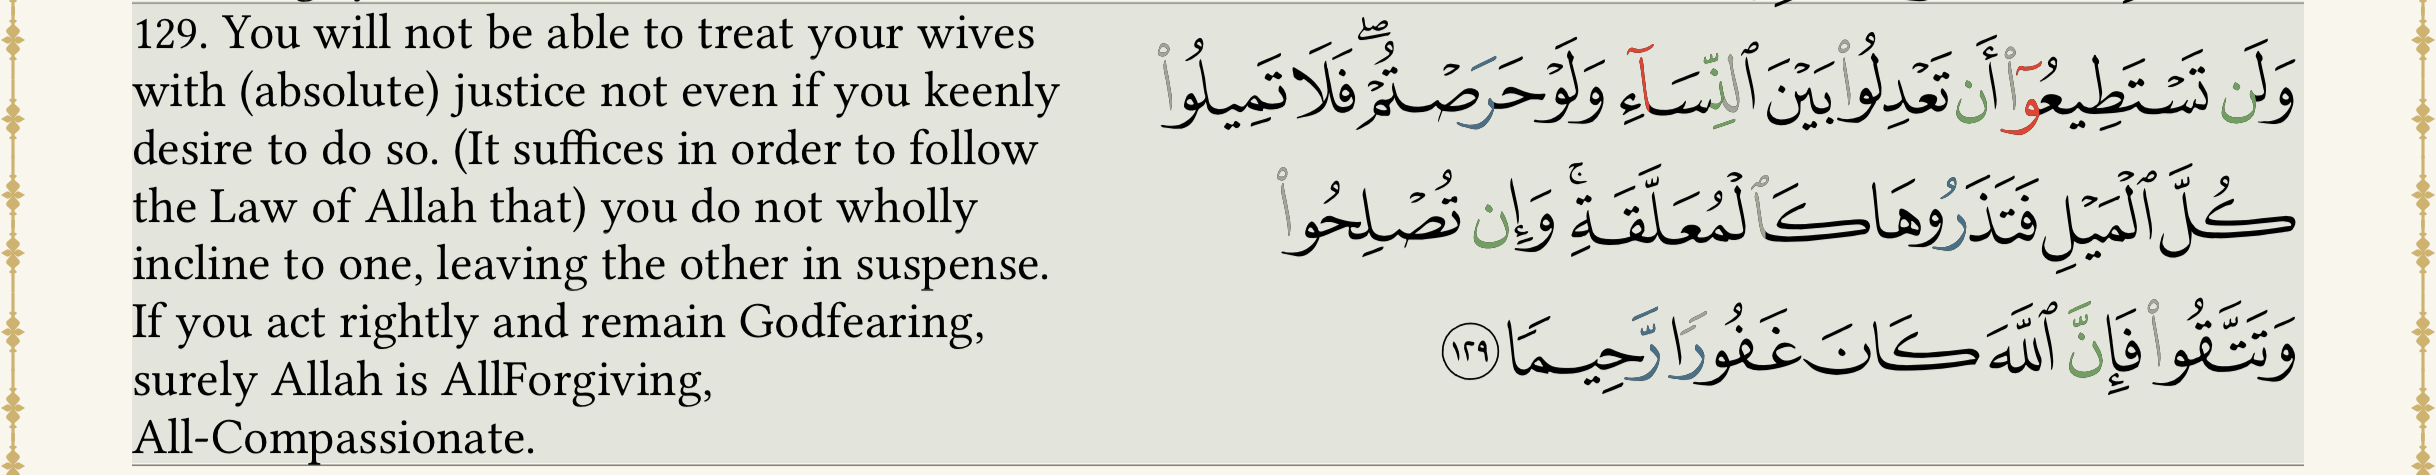 129. You will not be able to treat your wives
with (absolute) justice not even if you keenly
desire to do so. (It suffices in order to follow
the Law of Allah that) you do not wholly
incline to one, leaving the other in suspense.
If you act rightly and remain Godfearing,
surely Allah is AllForgiving,
All-Compassionate.
وَلَن تَسْتَطِيعُوٓا۟ أَن تَعْدِلُوا۟ بَيْنَ ٱلنِّسَآءِ وَلَوْ حَرَصْتُمْ ۖ فَلَا تَمِيلُوا۟
كُلَّ ٱلْمَيْلِ فَتَذَرُوهَا كَٱلْمُعَلَّقَةِ ۚ وَإِن تُصْلِحُوا۟
وَتَتَّقُوا۟ فَإِنَّ ٱللَّهَ كَانَ غَفُورًا رَّحِيمًا ١٢٩